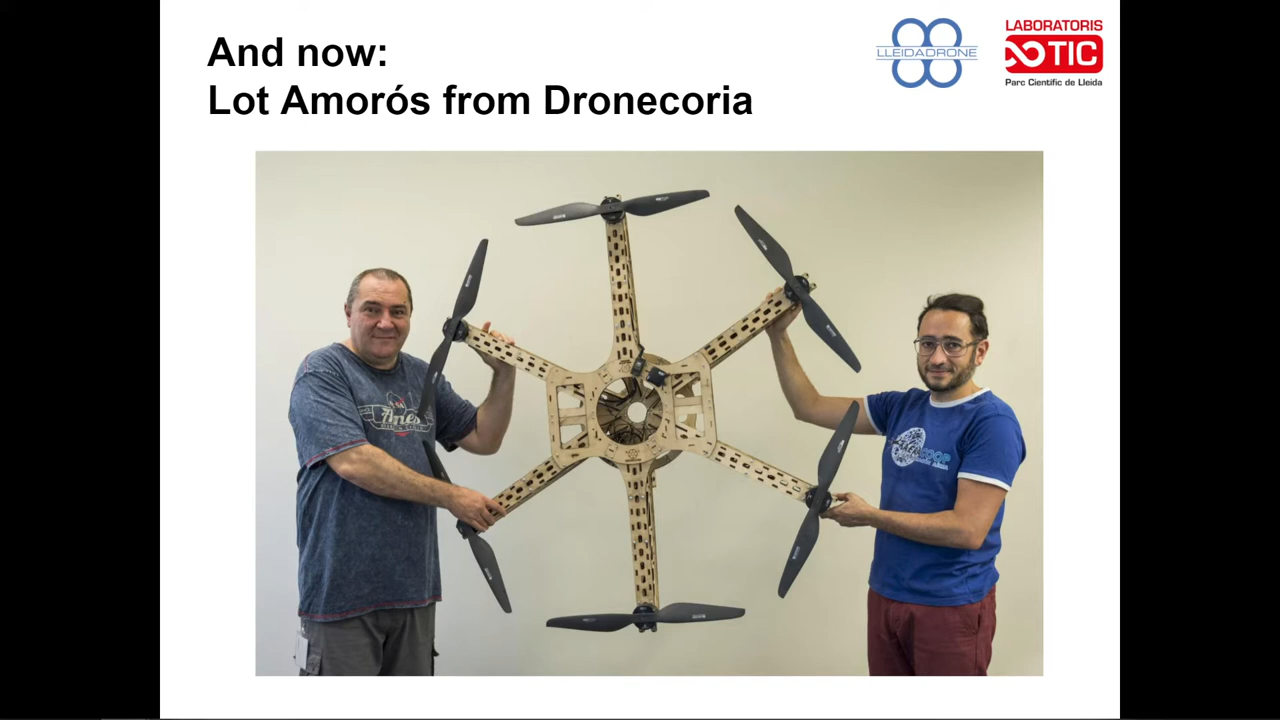 And now:
Lot Amorós from Dronecoria
LLEIDADRONE
LABORATORIS
TIC
Parc Científic de Lleida